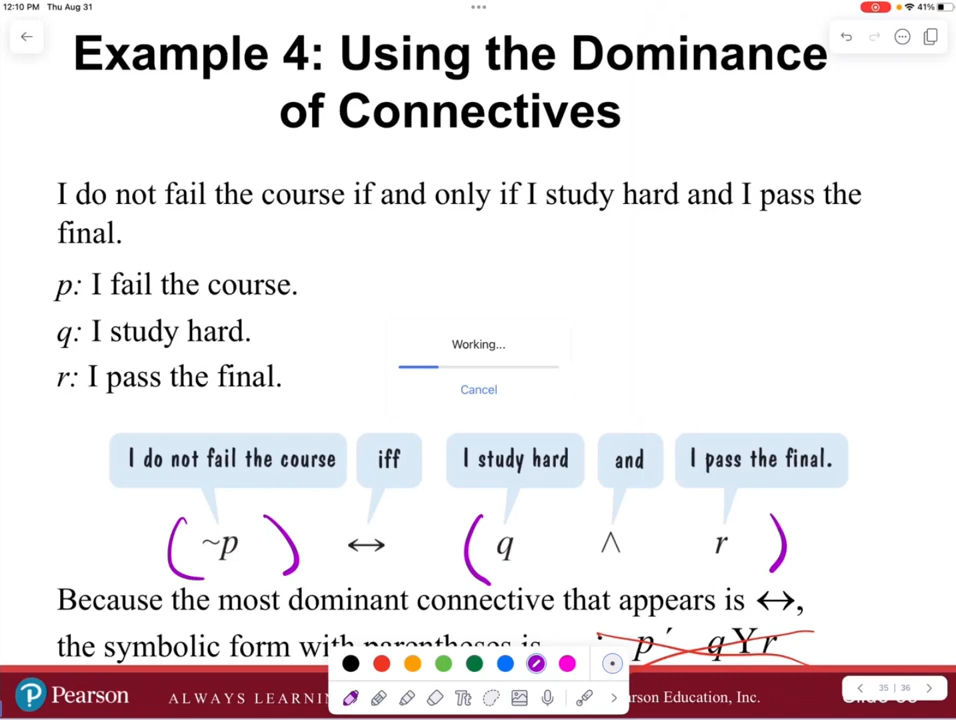 12:10 PM Thu Aug 31
41%
Example 4: Using the Dominance
of Connectives
I do not fail the course if and only if I study hard and I pass the
final.
p: I fail the course.
q: I study hard.
r: I pass the final.
Working...
Cancel
I do not fail the course iff I study hard and I pass the final.
( ~p ) ↔ ( q ∧ r )
Because the most dominant connective that appears is ↔,
the symbolic form with parentheses is p ´ q Y r
Pearson ALWAYS LEARNIN rson Education, Inc.
35 | 36